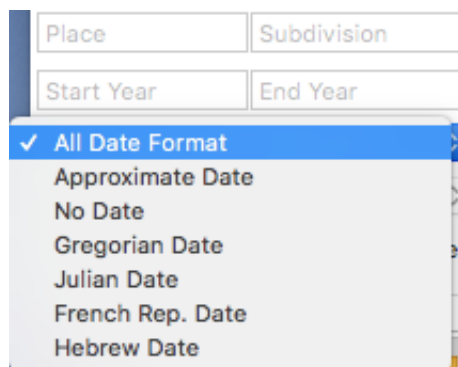 Place Subdivision
Start Year End Year
✓ All Date Format
Approximate Date
No Date
Gregorian Date
Julian Date
French Rep. Date
Hebrew Date